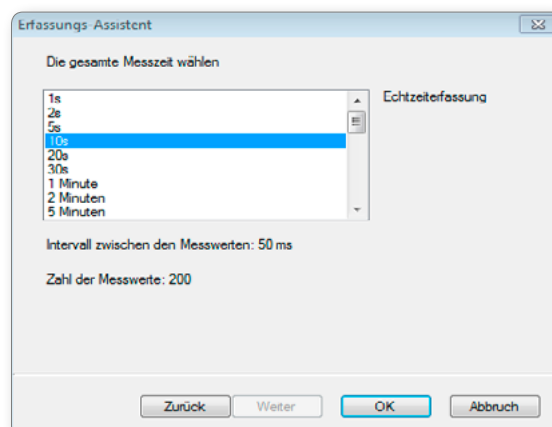 Erfassungs-Assistent
Die gesamte Messzeit wählen
1s
Echtzeiterfassung
2s
5s
10s
20s
30s
1 Minute
2 Minuten
5 Minuten
Intervall zwischen den Messwerten: 50 ms
Zahl der Messwerte: 200
Zurück Weiter OK Abbruch